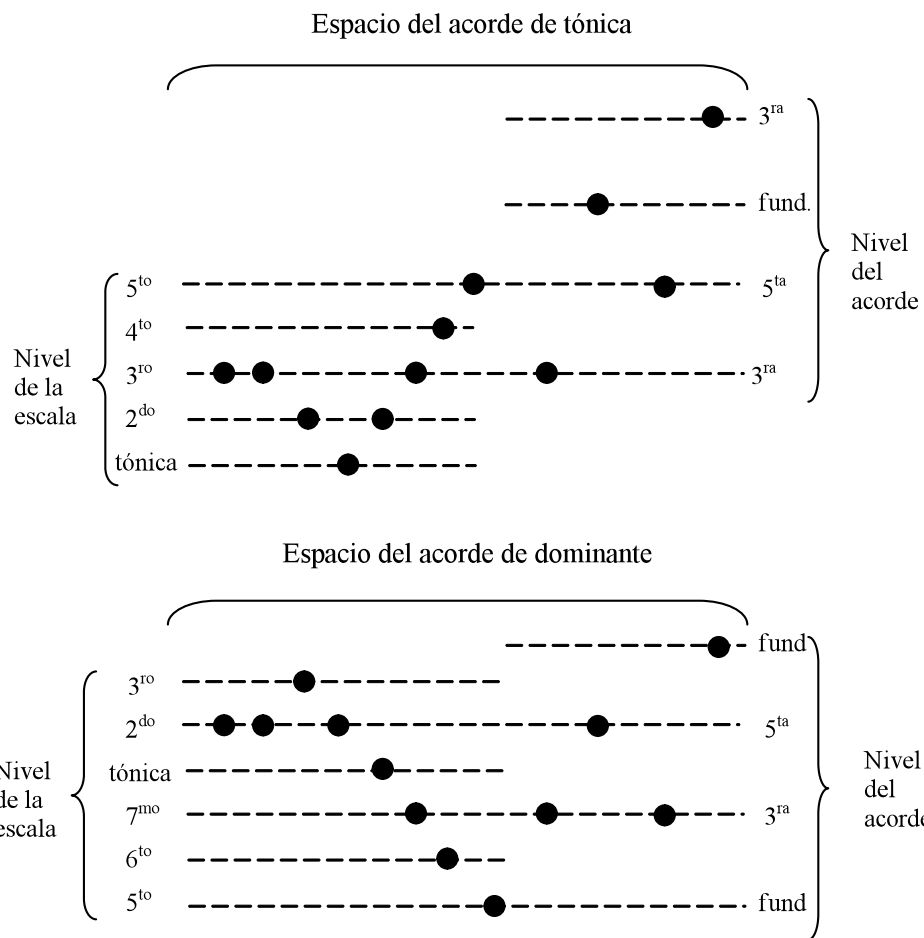 Espacio del acorde de tónica
3ra
fund.
Nivel
del
acorde
5to
5ta
4to
Nivel
de la
escala
3ro
3ra
2do
tónica
Espacio del acorde de dominante
fund
3ro
2do
5ta
Nivel
de la
escala
tónica
Nivel
del
acorde
7mo
3ra
6to
5to
fund